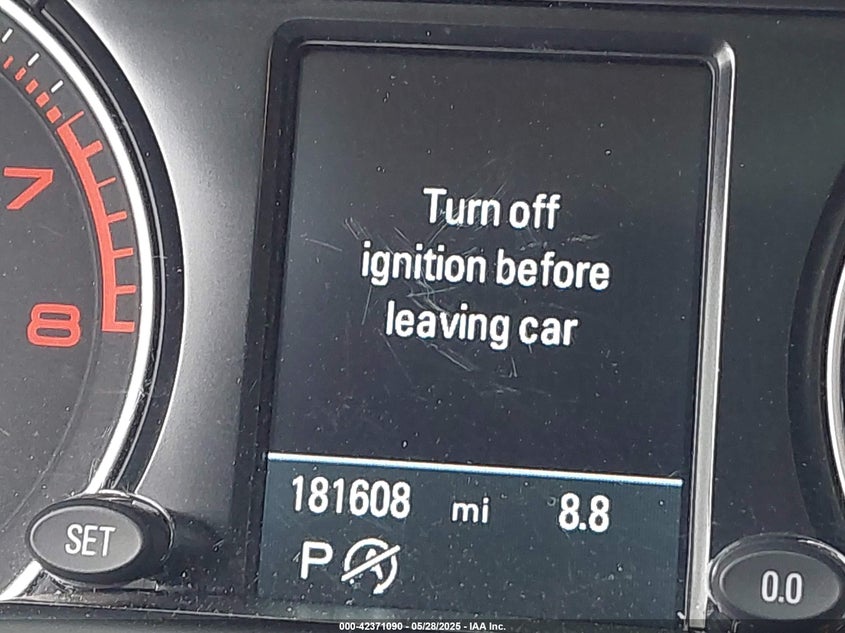 7
8
Turn off
ignition before
leaving car
181608 mi 8.8
P A
SET
0.0
000-42371090 - 05/28/2025 - IAA Inc.